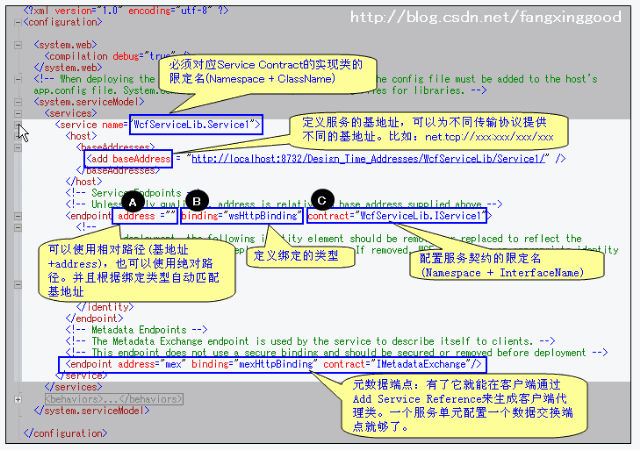 <?xml version="1.0" encoding="utf-8" ?>
http://blog.csdn.net/fangxinggood
<configuration>
<system.web>
<compilation debug="true" />
</system.web>
必须对应Service Contract的实现类的
限定名(Namespace + ClassName)
<!-- When deploying the the config file must be added to the host's
app.config file. System.Con res for libraries. -->
<system.serviceModel>
<services>
<service name="WcfServiceLib.Service1">
<host>
<baseAddresses>
定义服务的基地址，可以为不同传输协议提供
不同的基地址。比如：net.tcp://xxx:xxx/xxx/xxx
<add baseAddress = "http://localhost:8732/Design_Time_Addresses/WcfServiceLib/Service1/" />
</baseAddresses>
</host>
<!-- Service Endpoints -->
A B C
<!-- Unless fully qual address is relati base address supplied above -->
<endpoint address ="" binding="wsHttpBinding" contract="WcfServiceLib.IService1">
<!--
deployment, the following identity element should be remo or replaced to reflect the
If removed, identity
可以使用相对路径(基地址
+address)，也可以使用绝对路
径。并且根据绑定类型自动匹配
基地址
定义绑定的类型
配置服务契约的限定名
(Namespace + InterfaceName)
</identity>
</endpoint>
<!-- Metadata Endpoints -->
<!-- The Metadata Exchange endpoint is used by the service to describe itself to clients. -->
<!-- This endpoint does not use a secure binding and should be secured or removed before deployment -->
<endpoint address="mex" binding="mexHttpBinding" contract="IMetadataExchange"/>
</service>
</services>
<behaviors>...</behaviors>
</system.serviceModel>
元数据端点：有了它就能在客户端通过
Add Service Reference来生成客户端代
理类。一个服务单元配置一个数据交换端
点就够了。
</configuration>